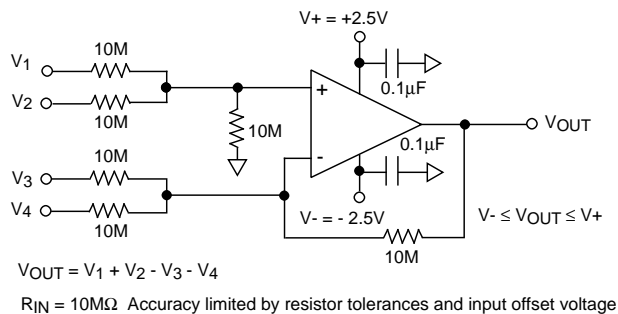 V+ = +2.5V
V1
10M
V2
10M
0.1µF
+
10M
-
0.1µF
VOUT
V3
10M
V4
10M
V- = - 2.5V
V- ≤ VOUT ≤ V+
10M
VOUT = V1 + V2 - V3 - V4
RIN = 10MΩ Accuracy limited by resistor tolerances and input offset voltage